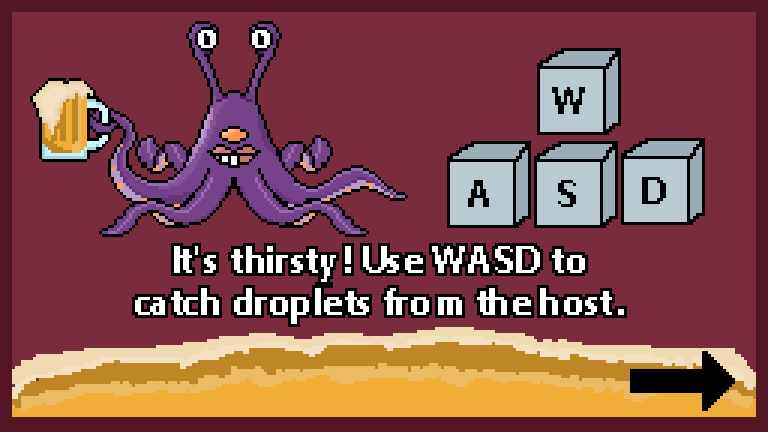 W
A S D
It's thirsty! Use WASD to
catch droplets from the host.